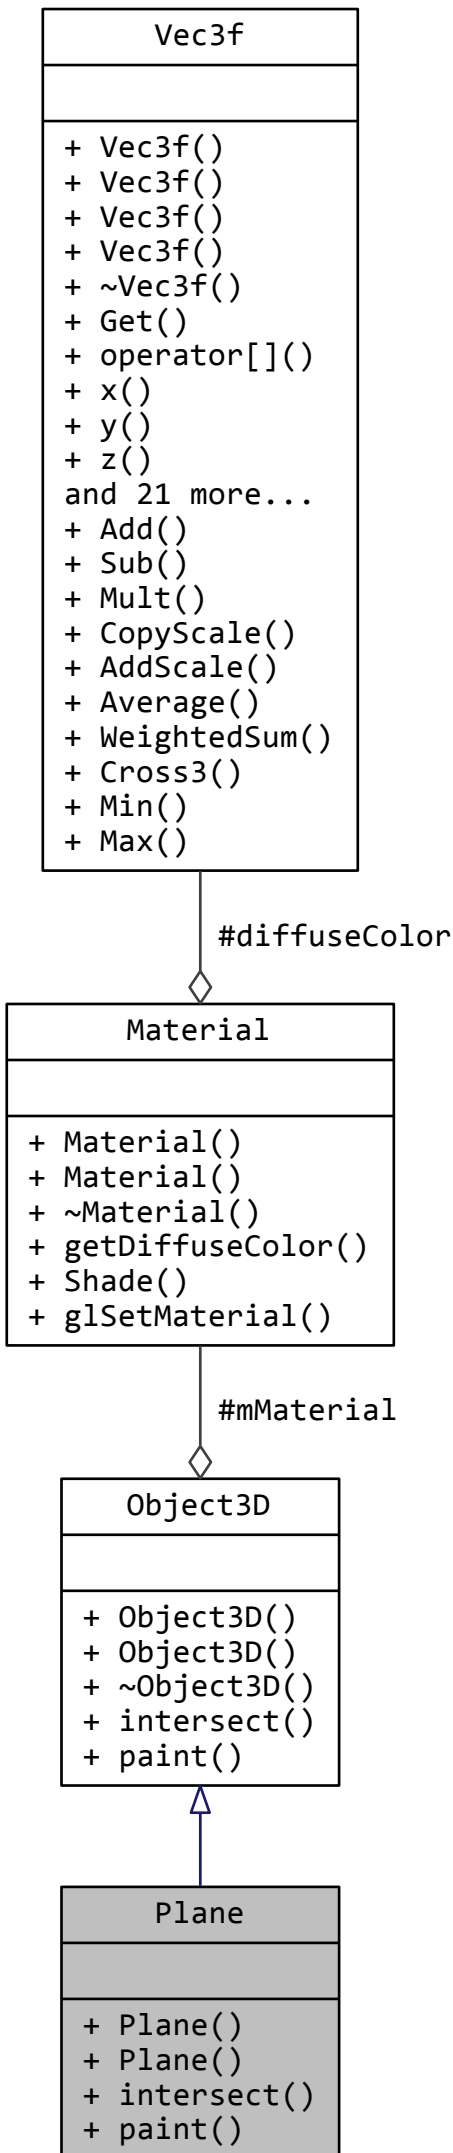 Vec3f
+ Vec3f()
+ Vec3f()
+ Vec3f()
+ Vec3f()
+ ~Vec3f()
+ Get()
+ operator[]()
+ x()
+ y()
+ z()
and 21 more...
+ Add()
+ Sub()
+ Mult()
+ CopyScale()
+ AddScale()
+ Average()
+ WeightedSum()
+ Cross3()
+ Min()
+ Max()
#diffuseColor
Material
+ Material()
+ Material()
+ ~Material()
+ getDiffuseColor()
+ Shade()
+ glSetMaterial()
#mMaterial
Object3D
+ Object3D()
+ Object3D()
+ ~Object3D()
+ intersect()
+ paint()
Plane
+ Plane()
+ Plane()
+ intersect()
+ paint()